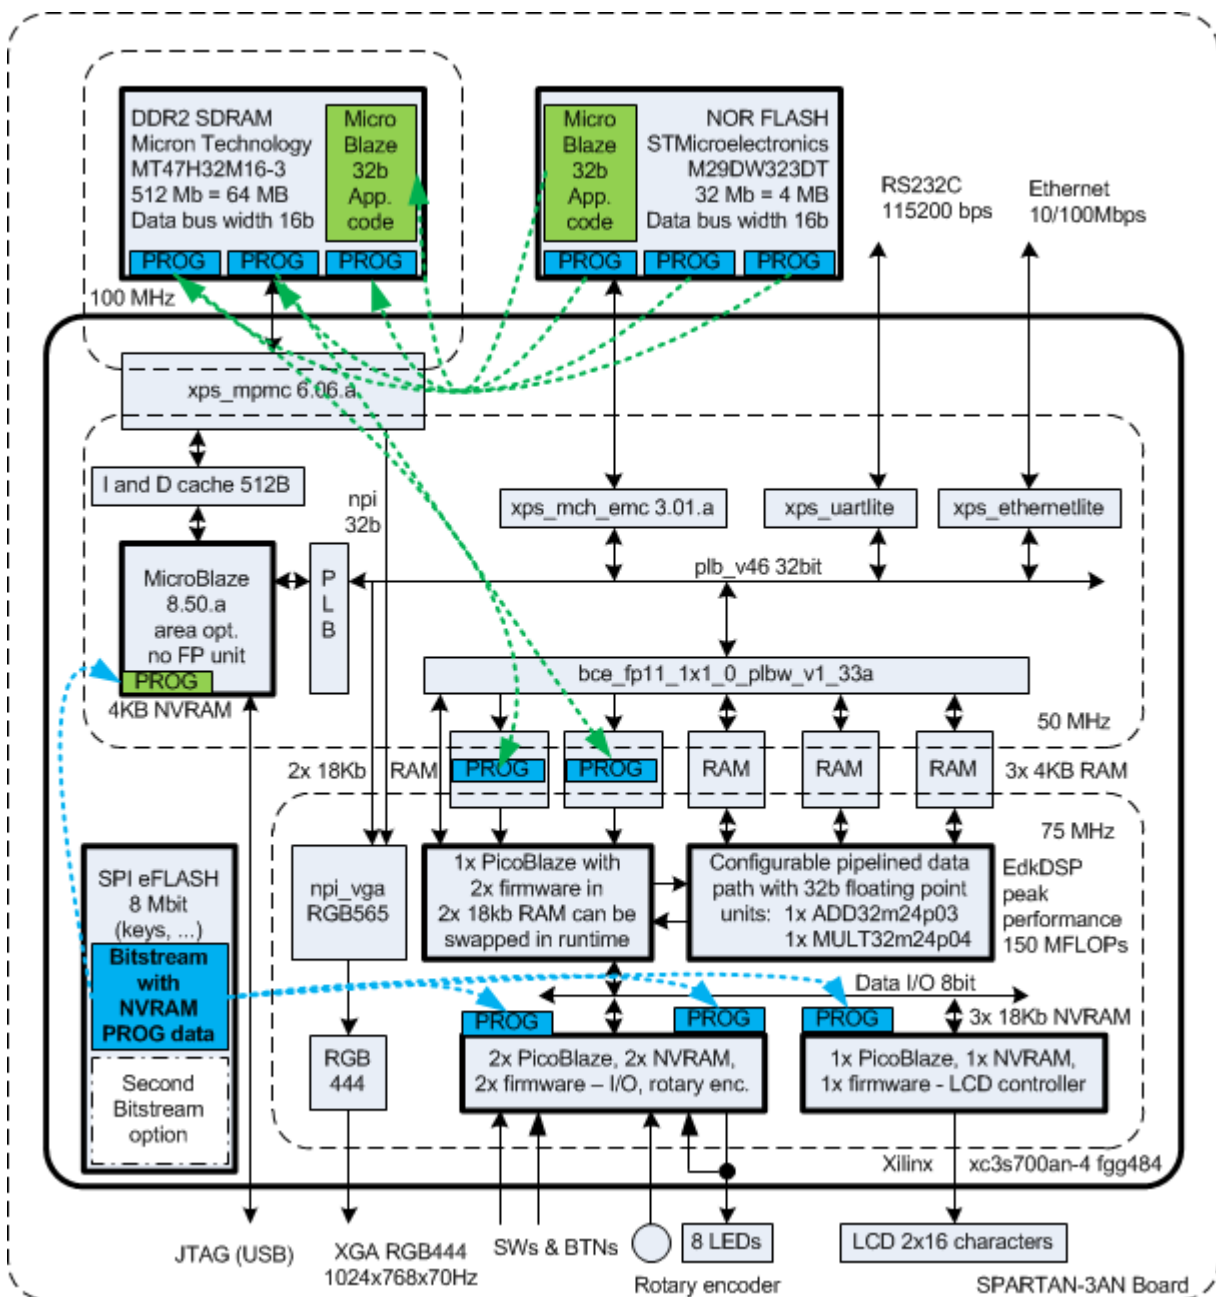 DDR2 SDRAM
Micron Technology
MT47H32M16-3
512 Mb = 64 MB
Data bus width 16b
Micro
Blaze
32b
App.
code
PROG
PROG
PROG
Micro
Blaze
32b
App.
code
NOR FLASH
STMicroelectronics
M29DW323DT
32 Mb = 4 MB
Data bus width 16b
PROG
PROG
PROG
RS232C
115200 bps
Ethernet
10/100Mbps
100 MHz
xps_mpmc 6.06.a
I and D cache 512B
npi
32b
xps_mch_emc 3.01.a
xps_uartlite
xps_ethernetlite
MicroBlaze
8.50.a
area opt.
no FP unit
PROG
4KB NVRAM
P
L
B
plb_v46 32bit
bce_fp11_1x1_0_plbw_v1_33a
50 MHz
2x 18Kb
RAM
PROG
PROG
RAM
RAM
RAM
3x 4KB RAM
75 MHz
SPI eFLASH
8 Mbit
(keys, ...)
Bitstream
with
NVRAM
PROG data
Second
Bitstream
option
npi_vga
RGB565
1x PicoBlaze with
2x firmware in
2x 18kb RAM can be
swapped in runtime
Configurable pipelined data
path with 32b floating point
units: 1x ADD32m24p03
1x MULT32m24p04
EdkDSP
peak
performance
150 MFLOPs
Data I/O 8bit
PROG
PROG
PROG
3x 18Kb NVRAM
RGB
444
2x PicoBlaze, 2x NVRAM,
2x firmware – I/O, rotary enc.
1x PicoBlaze, 1x NVRAM,
1x firmware - LCD controller
Xilinx
xc3s700an-4 fgg484
JTAG (USB)
XGA RGB444
1024x768x70Hz
SWs & BTNs
Rotary encoder
8 LEDs
LCD 2x16 characters
SPARTAN-3AN Board